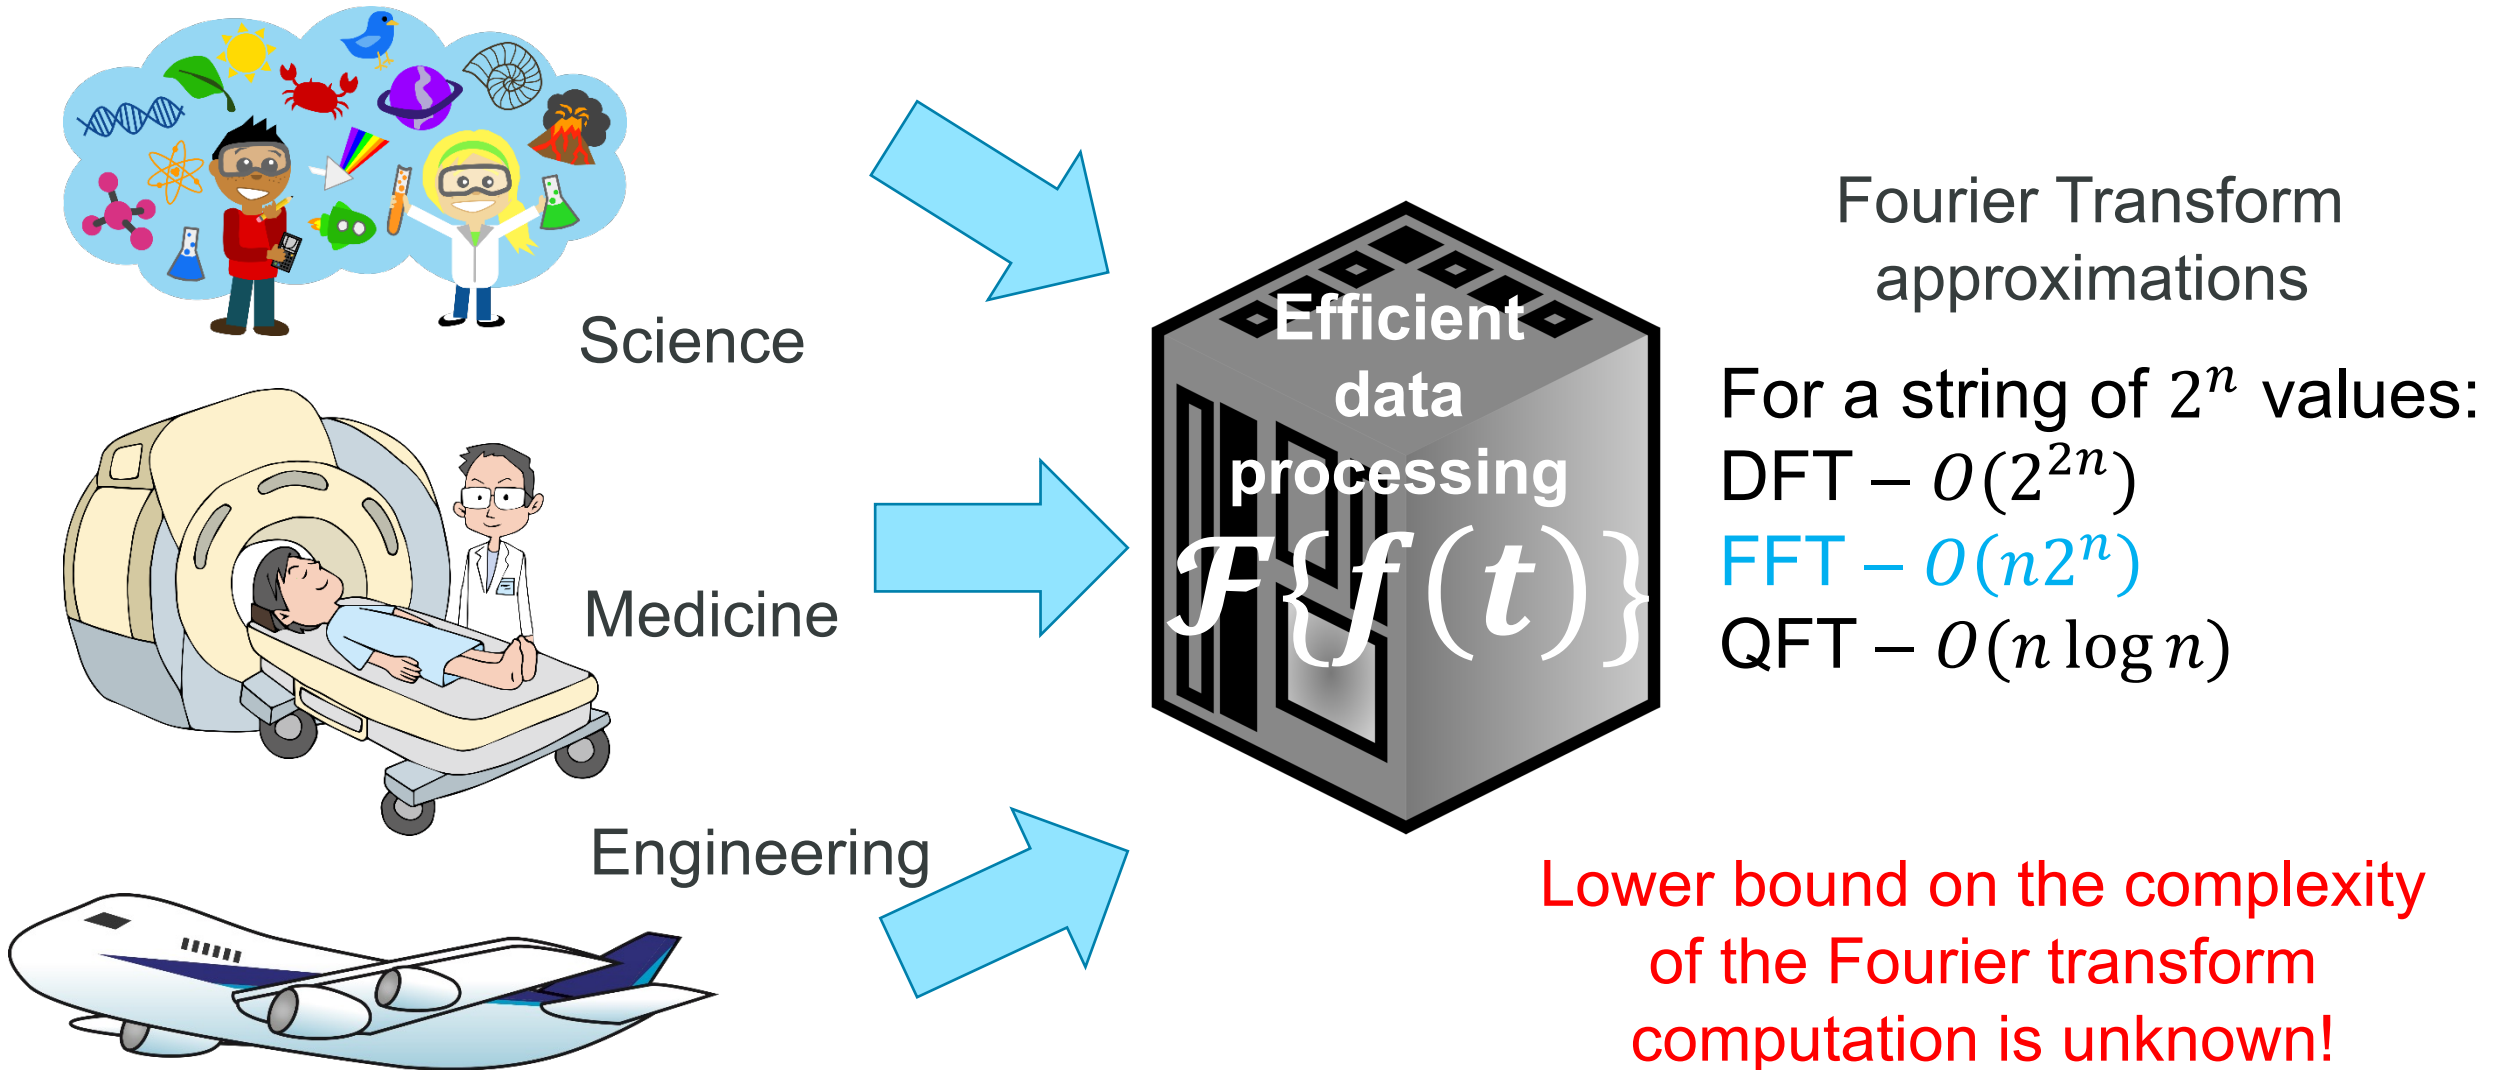 Science
Medicine
Engineering
Efficient
data
processing
ℱ{f(t)}
Fourier Transform
approximations
For a string of 2ⁿ values:
DFT – O(2²ⁿ)
FFT – O(n2ⁿ)
QFT – O(n log n)
Lower bound on the complexity
of the Fourier transform
computation is unknown!